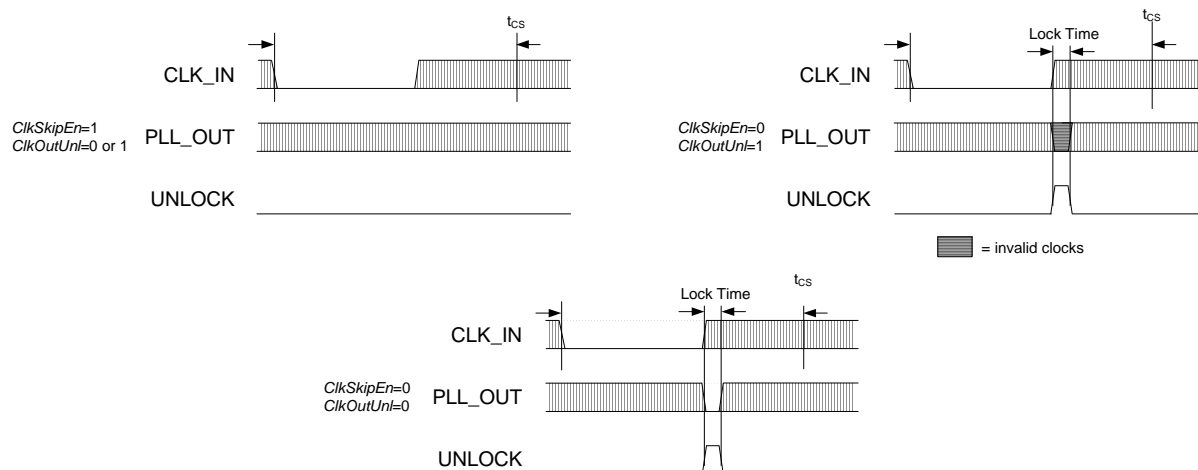 tCS
CLK_IN
ClkSkipEn=1
ClkOutUnl=0 or 1
PLL_OUT
UNLOCK
tCS
Lock Time
CLK_IN
ClkSkipEn=0
ClkOutUnl=1
PLL_OUT
UNLOCK
= invalid clocks
tCS
Lock Time
CLK_IN
ClkSkipEn=0
ClkOutUnl=0
PLL_OUT
UNLOCK